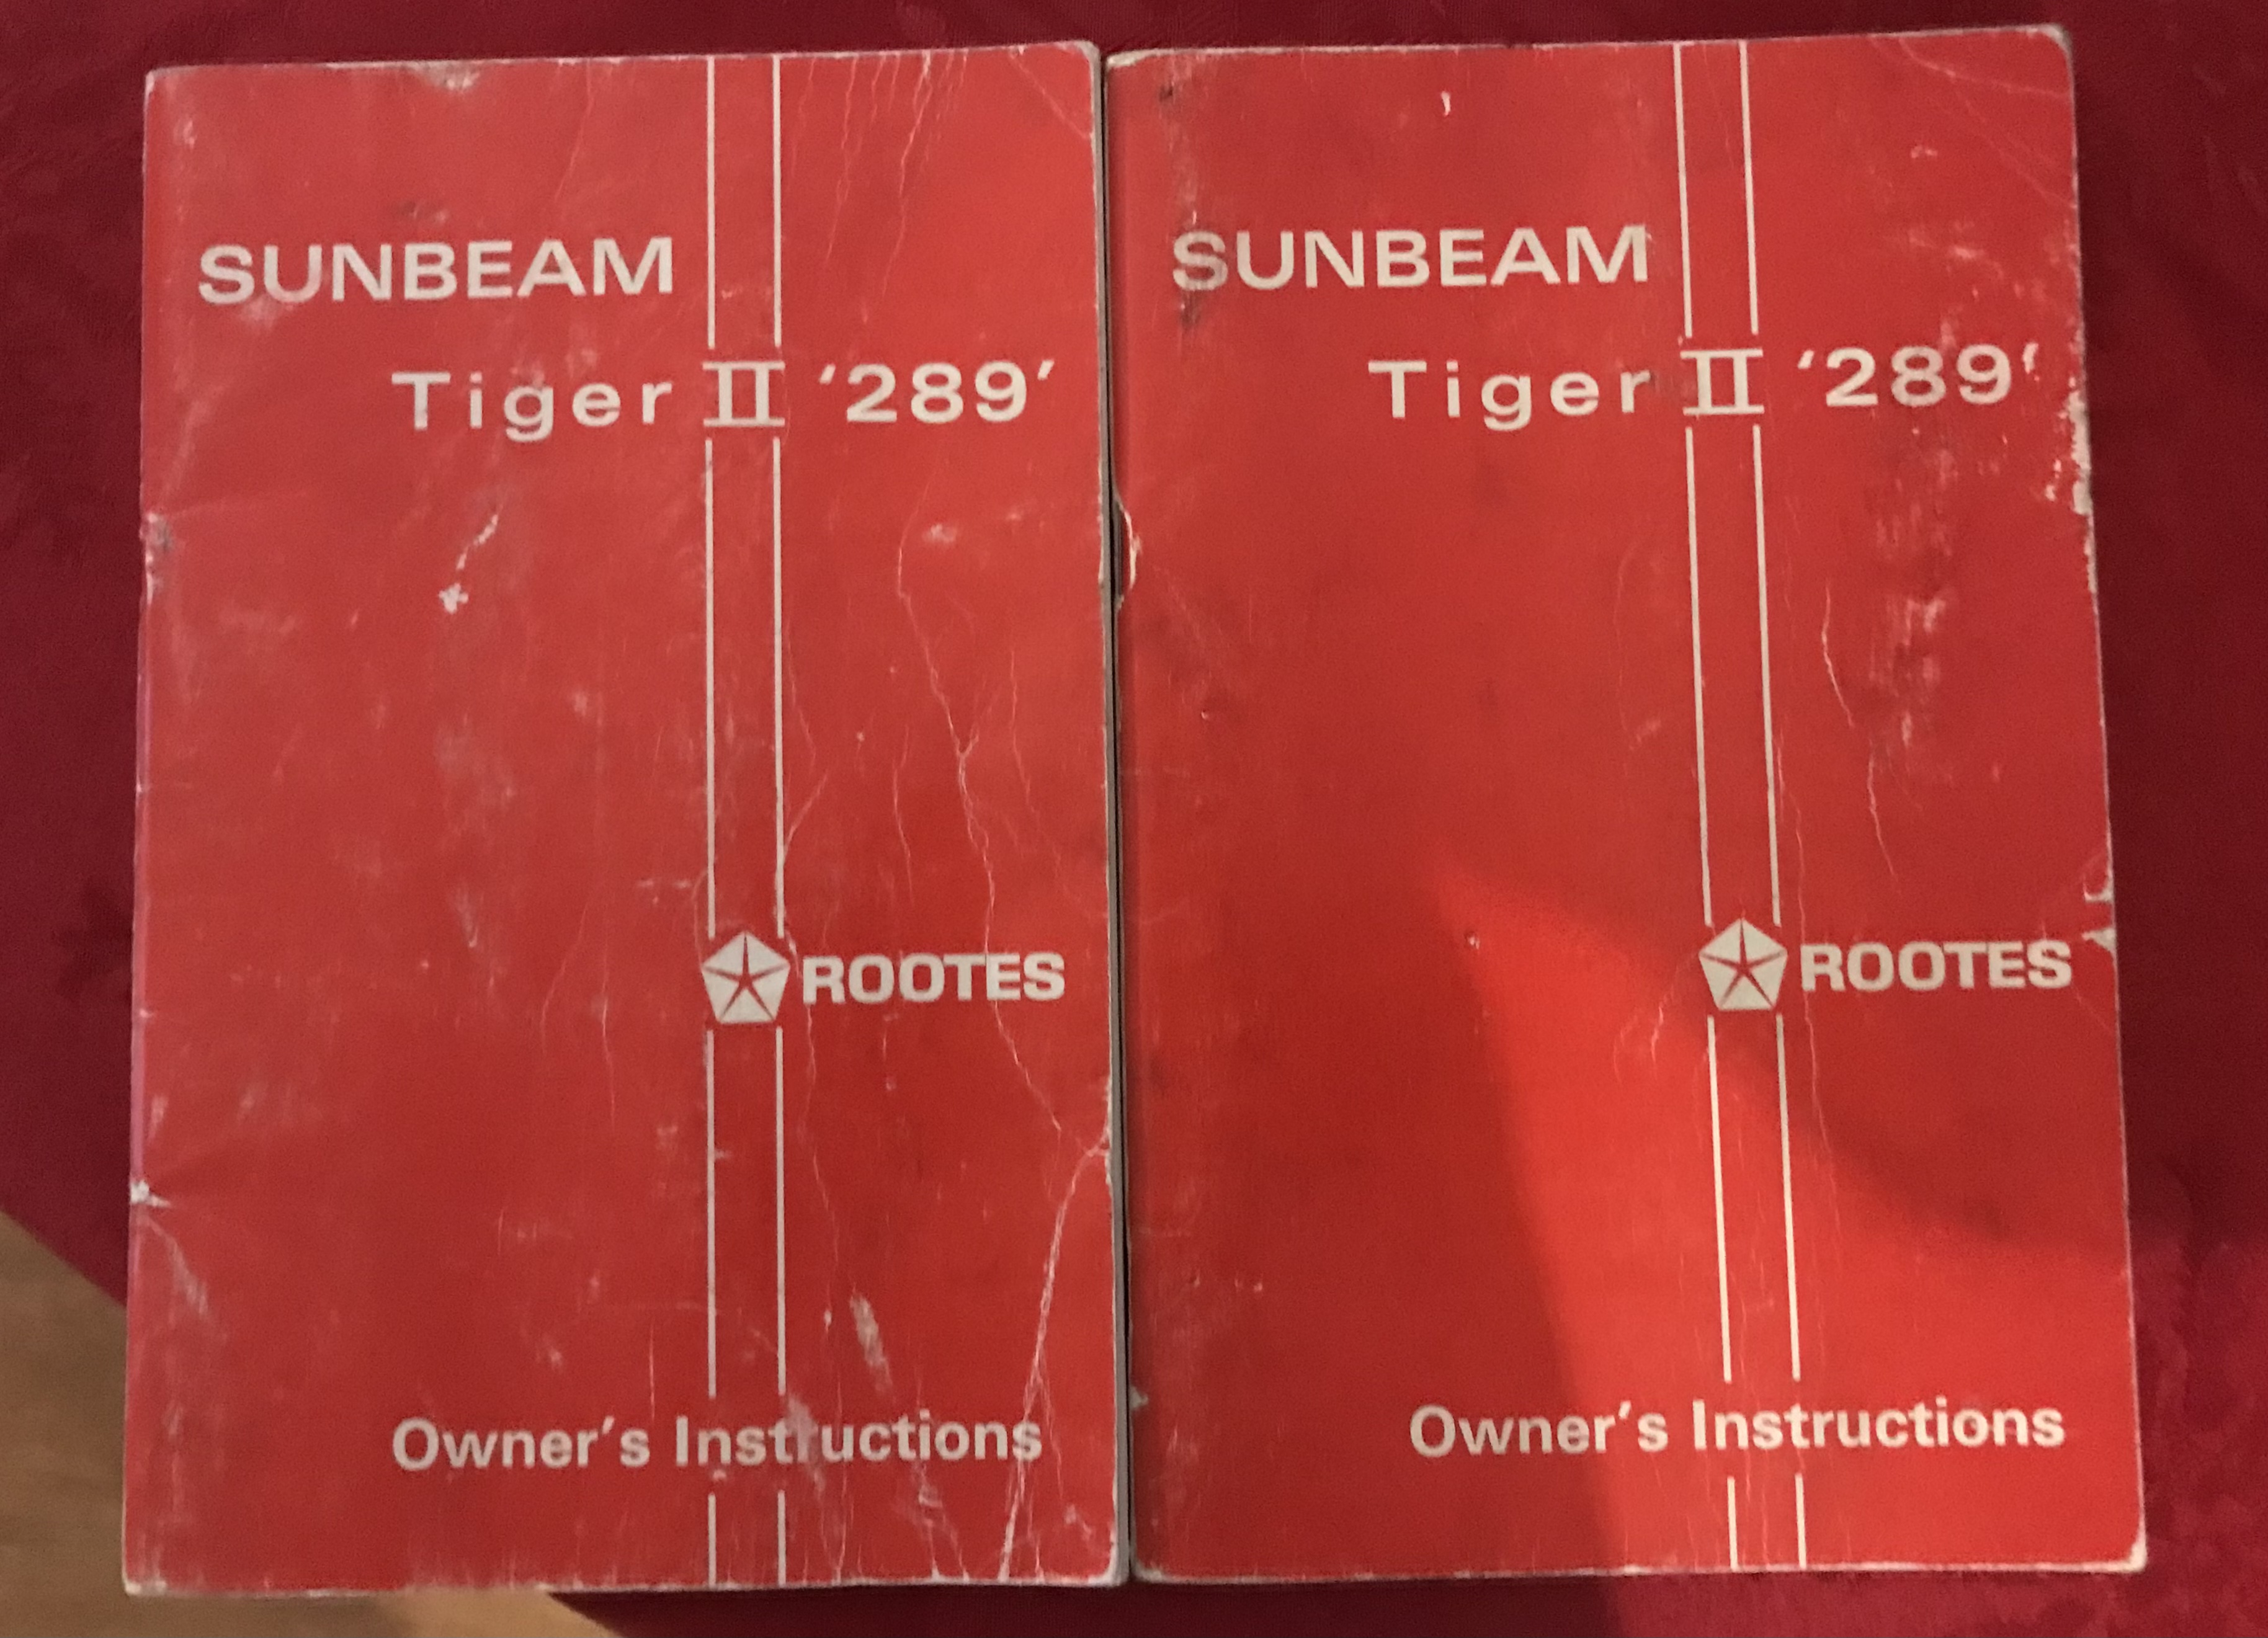 SUNBEAM
Tiger II ‘289’
ROOTES
Owner’s Instructions
SUNBEAM
Tiger II ‘289‘
ROOTES
Owner’s Instructions